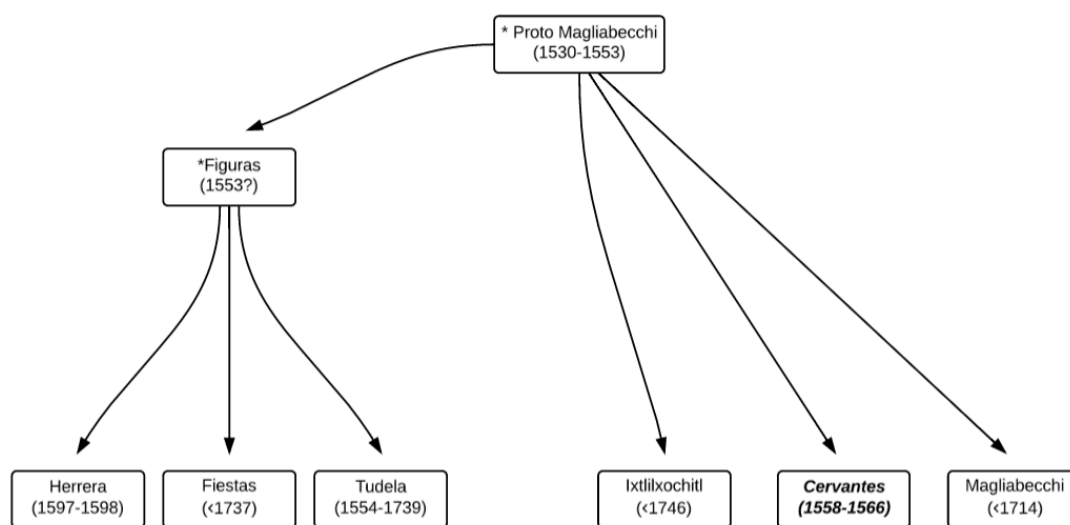 * Proto Magliabecchi
(1530-1553)
*Figuras
(1553?)
Herrera
(1597-1598)
Fiestas
(‹1737)
Tudela
(1554-1739)
Ixtlilxochitl
(‹1746)
Cervantes
(1558-1566)
Magliabecchi
(‹1714)